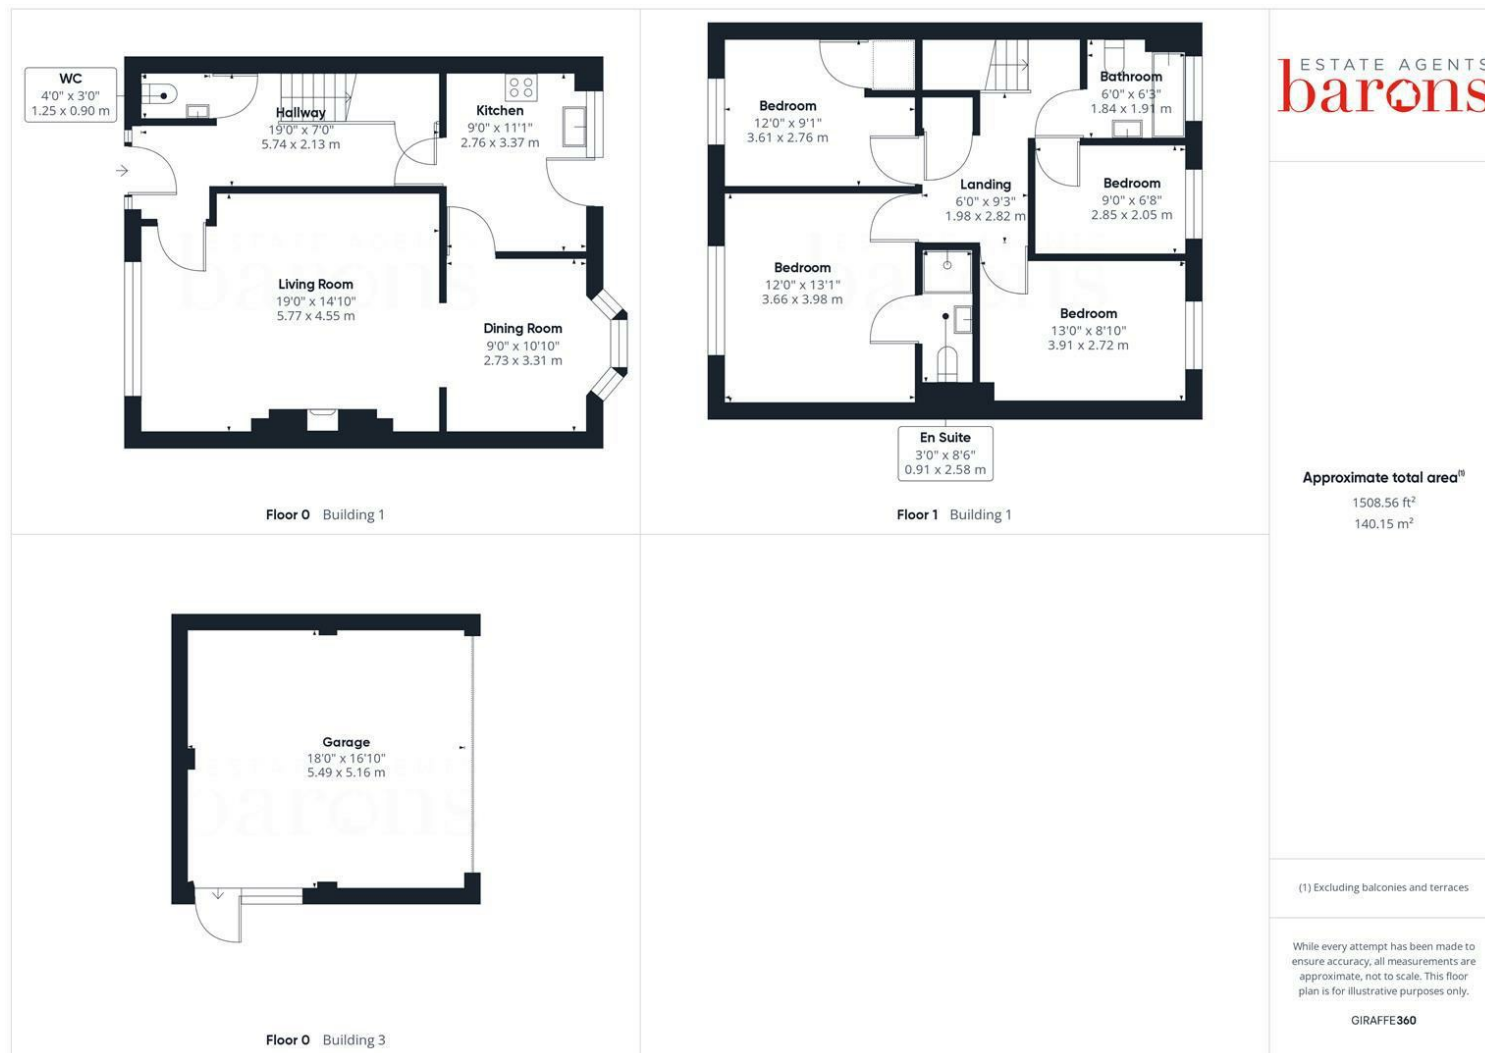 WC
4'0" x 3'0"
1.25 x 0.90 m
Hallway
19'0" x 7'0"
5.74 x 2.13 m
Kitchen
9'0" x 11'1"
2.76 x 3.37 m
Living Room
19'0" x 14'10"
5.77 x 4.55 m
Dining Room
9'0" x 10'10"
2.73 x 3.31 m
Floor 0 Building 1
Bedroom
12'0" x 9'1"
3.61 x 2.76 m
Bathroom
6'0" x 6'3"
1.84 x 1.91 m
Landing
6'0" x 9'3"
1.98 x 2.82 m
Bedroom
9'0" x 6'8"
2.85 x 2.05 m
Bedroom
12'0" x 13'1"
3.66 x 3.98 m
Bedroom
13'0" x 8'10"
3.91 x 2.72 m
En Suite
3'0" x 8'6"
0.91 x 2.58 m
Floor 1 Building 1
Garage
18'0" x 16'10"
5.49 x 5.16 m
Floor 0 Building 3
ESTATE AGENTS
barons
Approximate total area(1)
1508.56 ft²
140.15 m²
(1) Excluding balconies and terraces
While every attempt has been made to
ensure accuracy, all measurements are
approximate, not to scale. This floor
plan is for illustrative purposes only.
GIRAFFE360